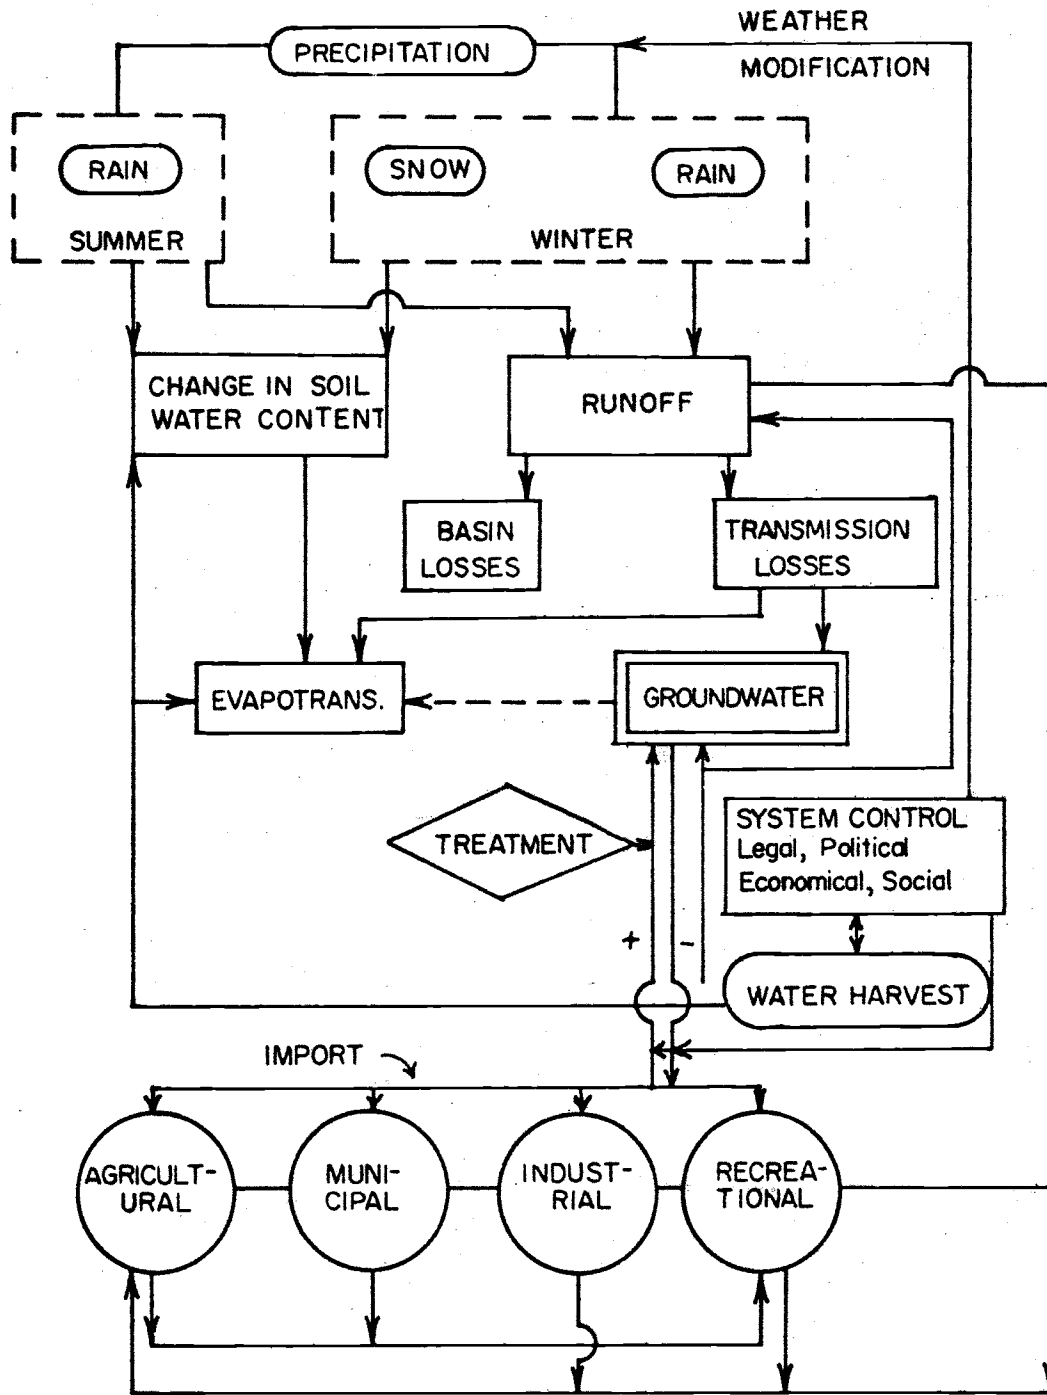 WEATHER
PRECIPITATION
MODIFICATION
RAIN
SNOW
RAIN
SUMMER
WINTER
CHANGE IN SOIL
WATER CONTENT
RUNOFF
BASIN
LOSSES
TRANSMISSION
LOSSES
EVAPOTRANS.
GROUNDWATER
TREATMENT
SYSTEM CONTROL
Legal, Political
Economical, Social
+ -
WATER HARVEST
IMPORT
AGRICULT-
URAL
MUNI-
CIPAL
INDUST-
RIAL
RECREA-
TIONAL